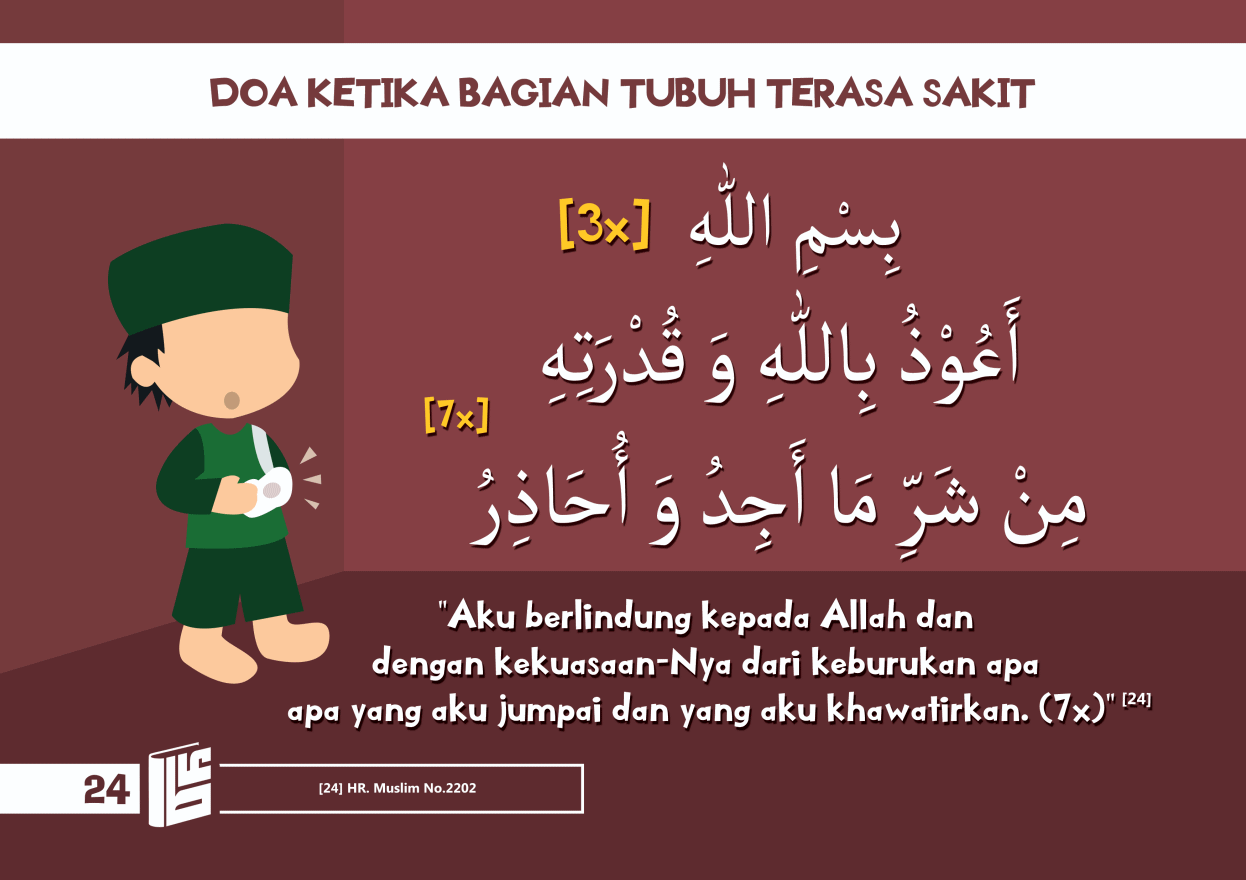 DOA KETIKA BAGIAN TUBUH TERASA SAKIT
بِسْمِ اللّٰهِ [3x]
أَعُوْذُ بِاللّٰهِ وَ قُدْرَتِهِ
[7x]
مِنْ شَرِّ مَا أَجِدُ وَ أُحَاذِرُ
"Aku berlindung kepada Allah dan
dengan kekuasaan-Nya dari keburukan apa
apa yang aku jumpai dan yang aku khawatirkan. (7x)" [24]
24
[24] HR. Muslim No.2202